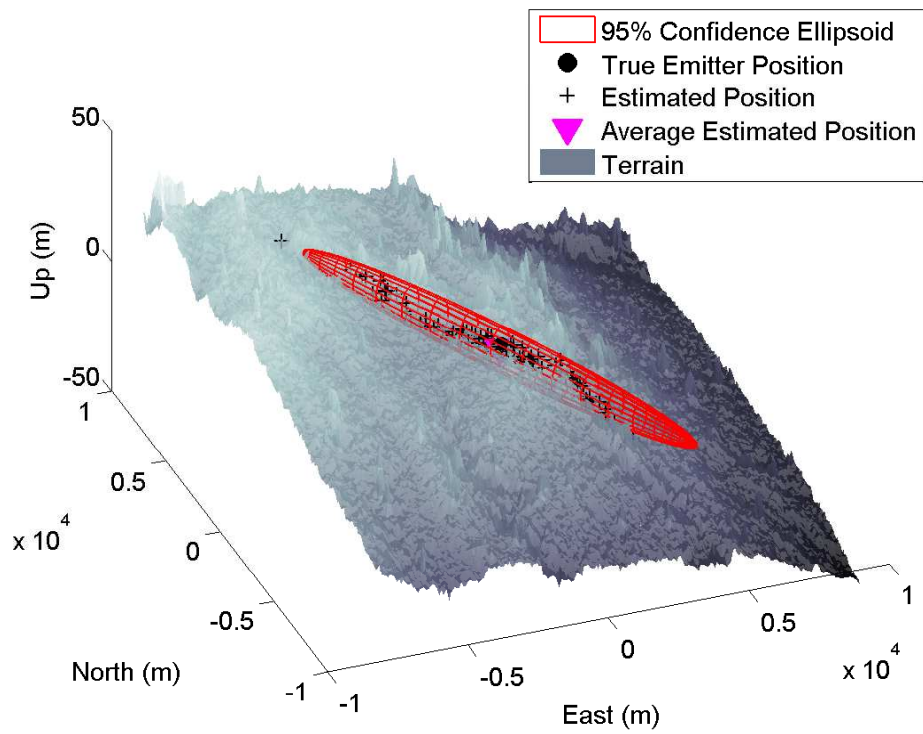 95% Confidence Ellipsoid
True Emitter Position
Estimated Position
Average Estimated Position
Terrain
50
0
-50
Up (m)
1
0.5
0
-0.5
-1
x 10^4
North (m)
-1
-0.5
0
0.5
1
x 10^4
East (m)